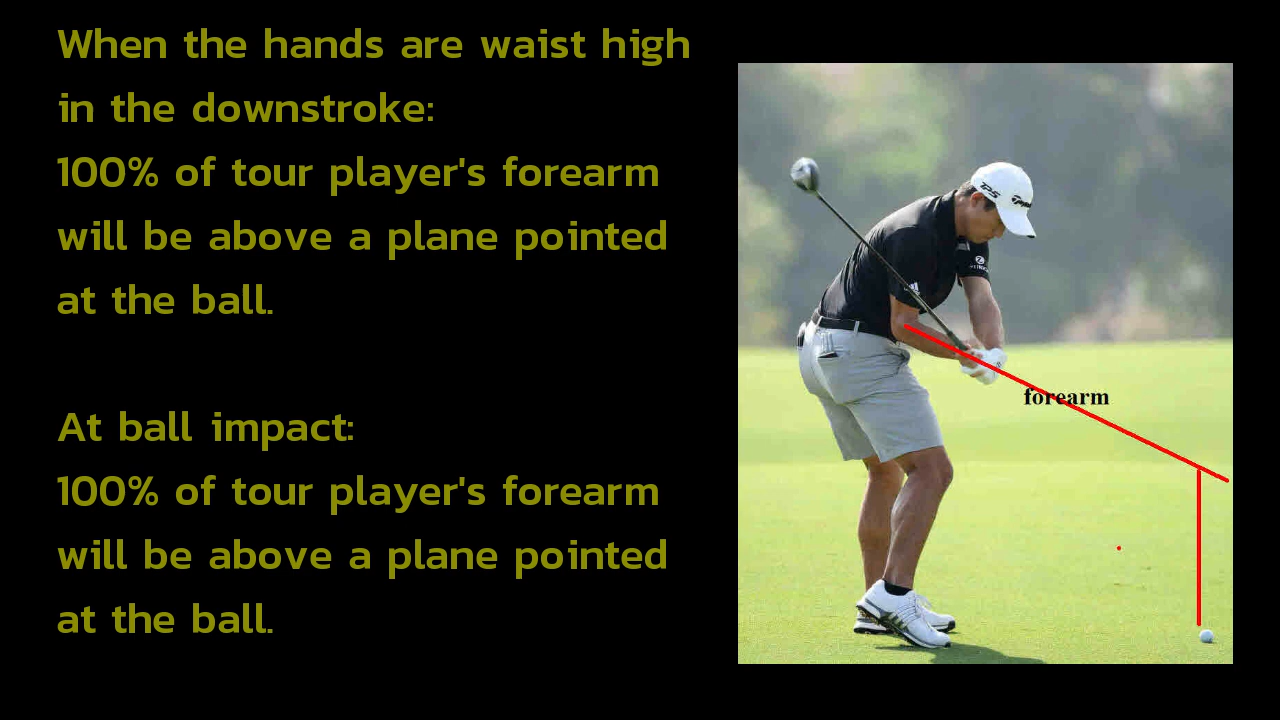 When the hands are waist high
in the downstroke:
100% of tour player's forearm
will be above a plane pointed
at the ball.
At ball impact:
100% of tour player's forearm
will be above a plane pointed
at the ball.
TP5
forearm